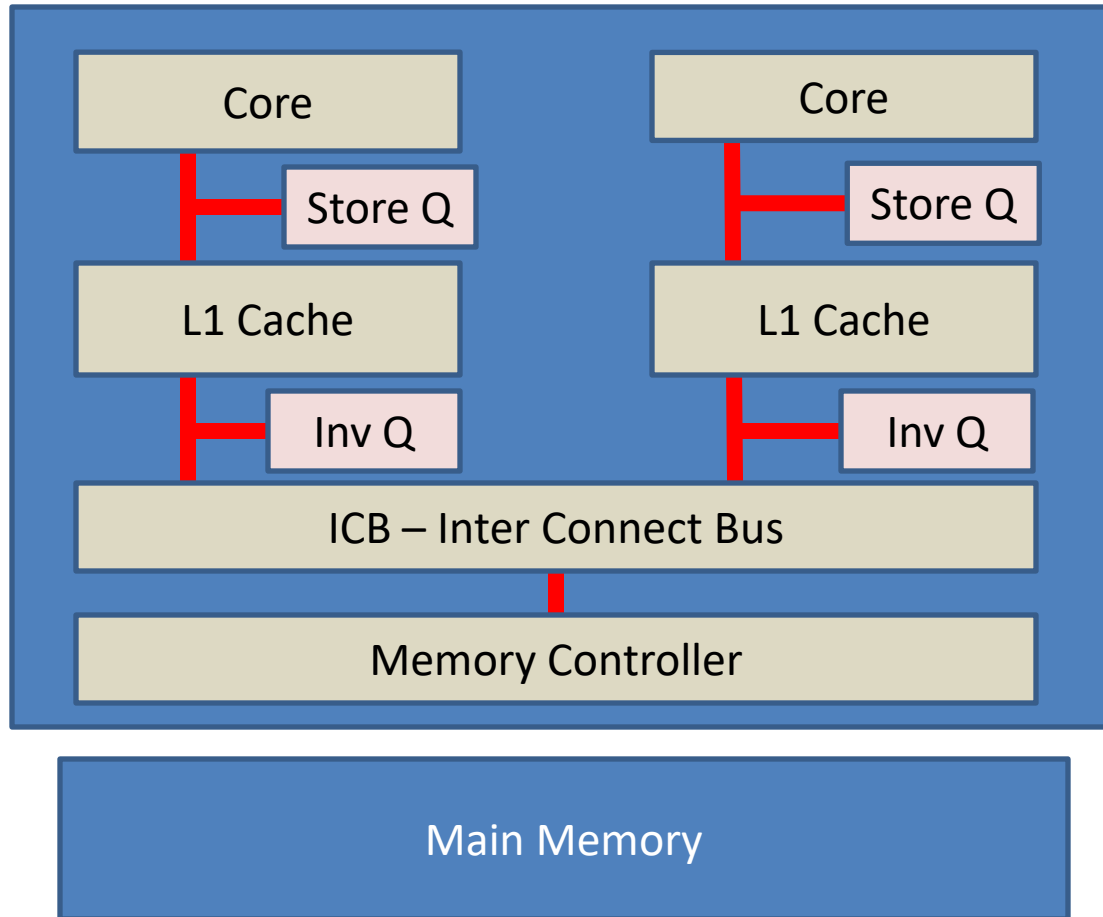 Core
Core
Store Q
Store Q
L1 Cache
L1 Cache
Inv Q
Inv Q
ICB – Inter Connect Bus
Memory Controller
Main Memory